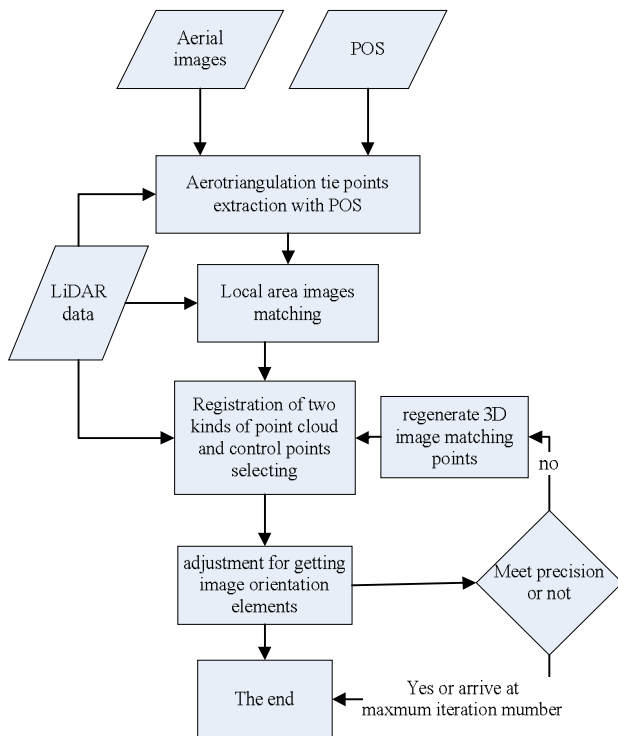 Aerial
images
POS
Aerotriangulation tie points
extraction with POS
LiDAR
data
Local area images
matching
Registration of two
kinds of point cloud
and control points
selecting
regenerate 3D
image matching
points
no
adjustment for getting
image orientation
elements
Meet precision
or not
The end
Yes or arrive at
maxmum iteration mumber